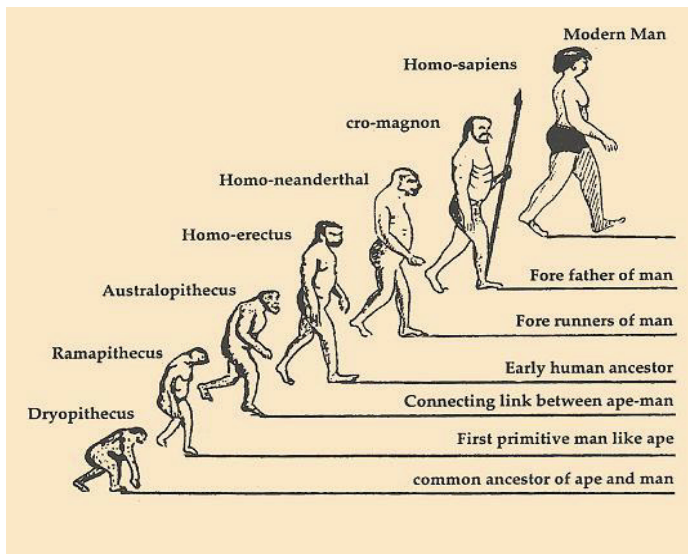 Modern Man
Homo-sapiens
cro-magnon
Homo-neanderthal
Homo-erectus
Fore father of man
Australopithecus
Fore runners of man
Ramapithecus
Early human ancestor
Connecting link between ape-man
Dryopithecus
First primitive man like ape
common ancestor of ape and man